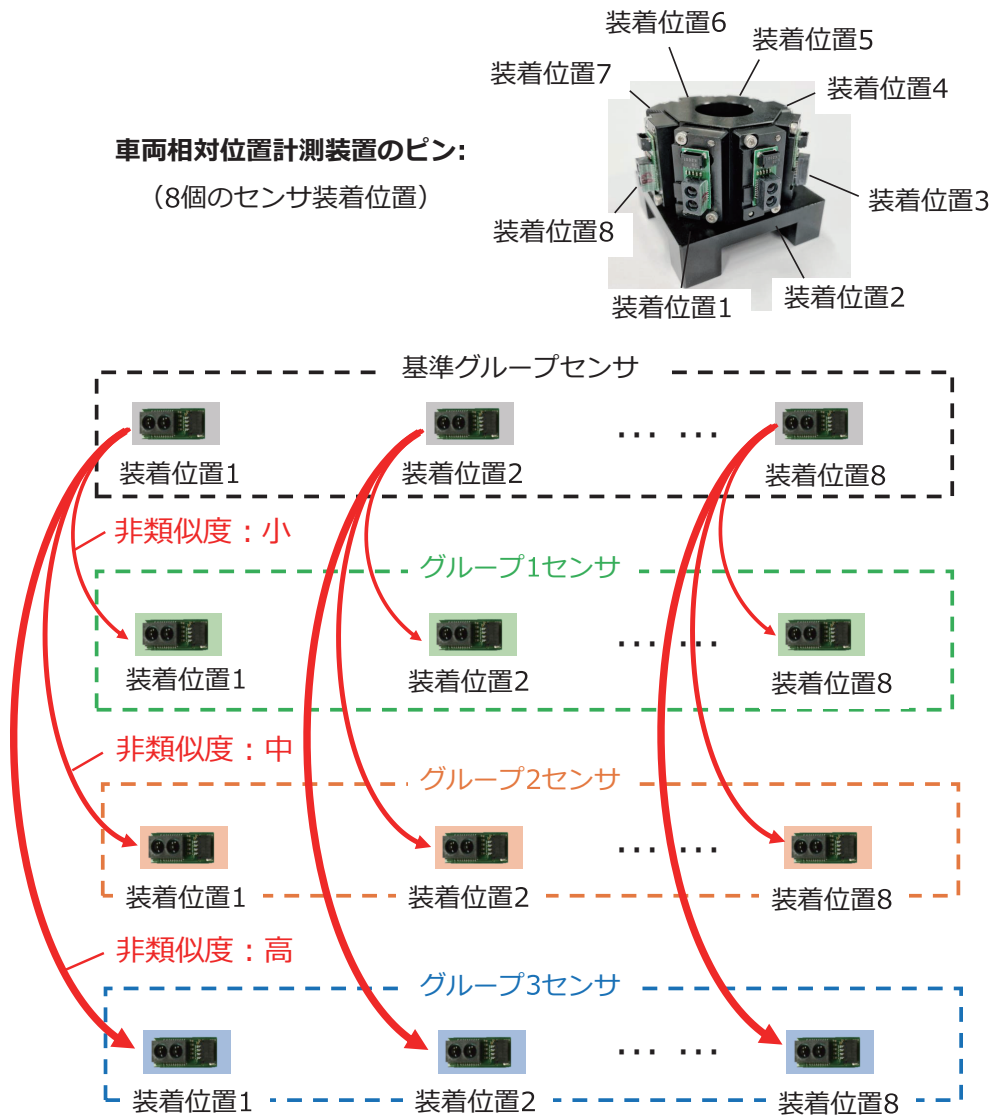 装着位置6
装着位置5
装着位置7
装着位置4
車両相対位置計測装置のピン:
（8個のセンサ装着位置）
装着位置3
装着位置8
装着位置2
装着位置1
基準グループセンサ
... ...
装着位置1
装着位置2
装着位置8
非類似度：小
グループ1センサ
... ...
装着位置1
装着位置2
装着位置8
非類似度：中
グループ2センサ
... ...
装着位置1
装着位置2
装着位置8
非類似度：高
グループ3センサ
... ...
装着位置1
装着位置2
装着位置8